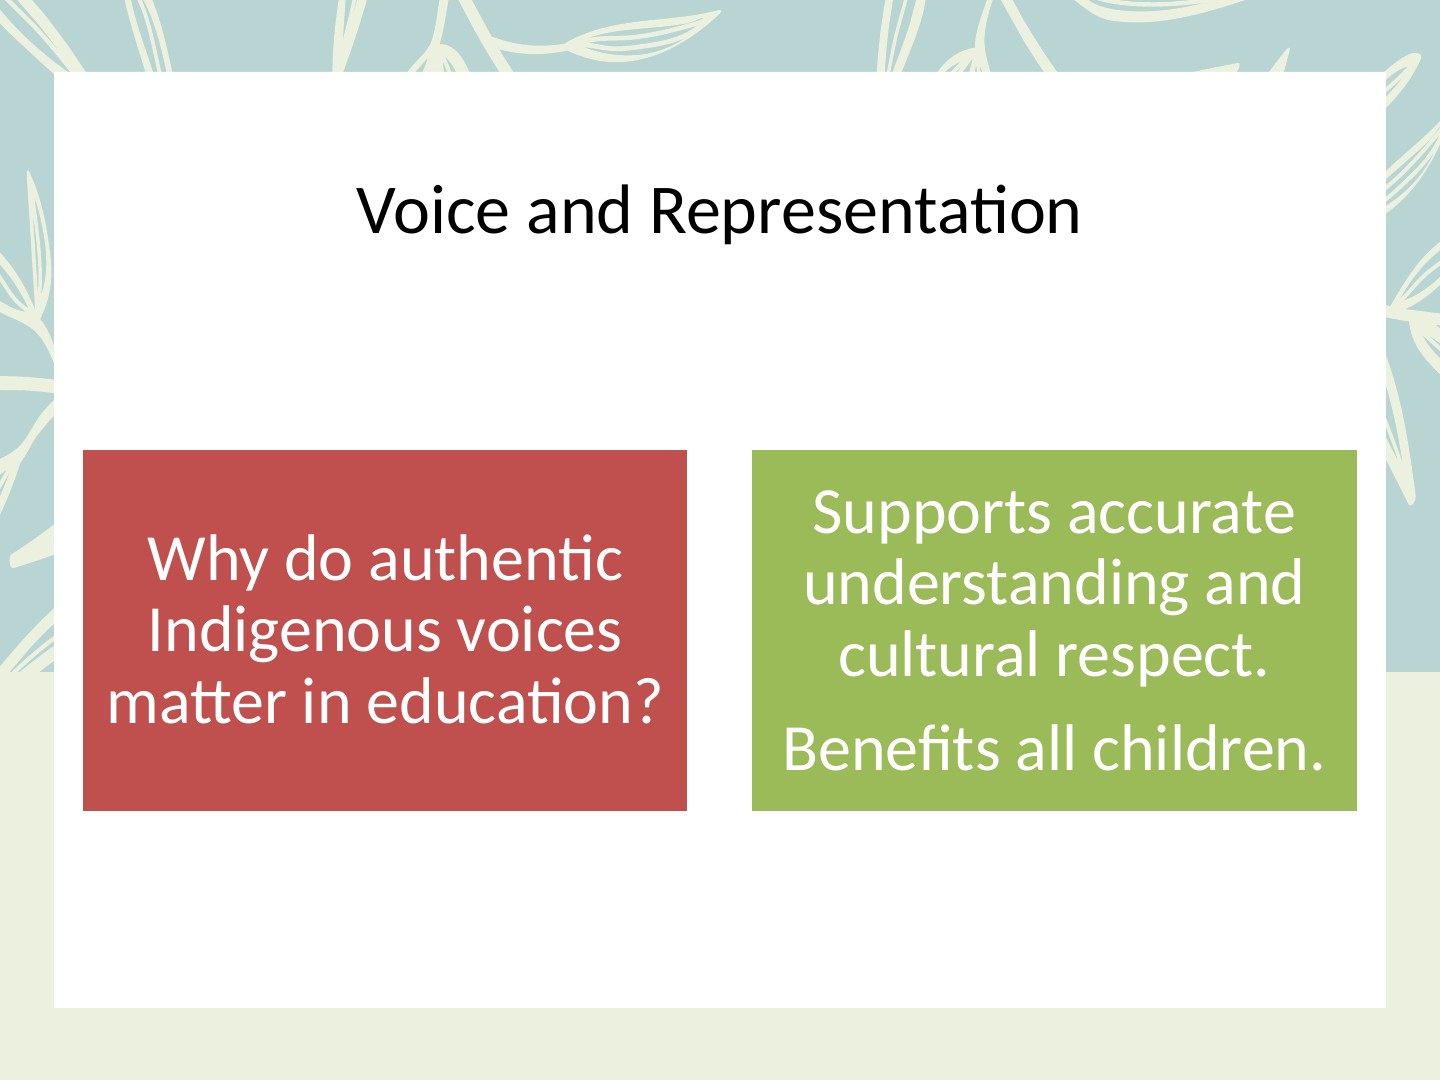 Voice and Representation
Why do authentic
Indigenous voices
matter in education?
Supports accurate
understanding and
cultural respect.
Benefits all children.